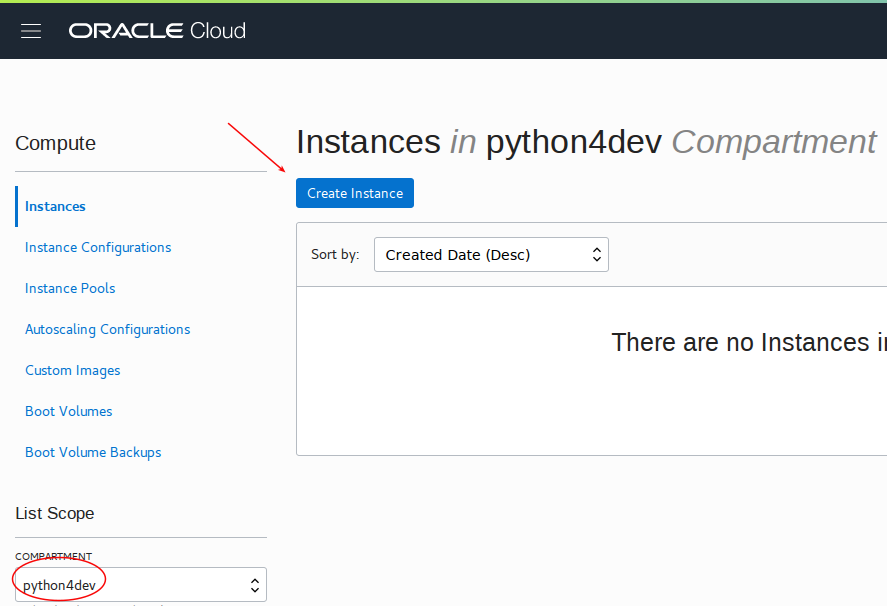 ORACLE Cloud
Compute
Instances
Instance Configurations
Instance Pools
Autoscaling Configurations
Custom Images
Boot Volumes
Boot Volume Backups
List Scope
COMPARTMENT
python4dev
Instances in python4dev Compartment
Create Instance
Sort by: Created Date (Desc)
There are no Instances i